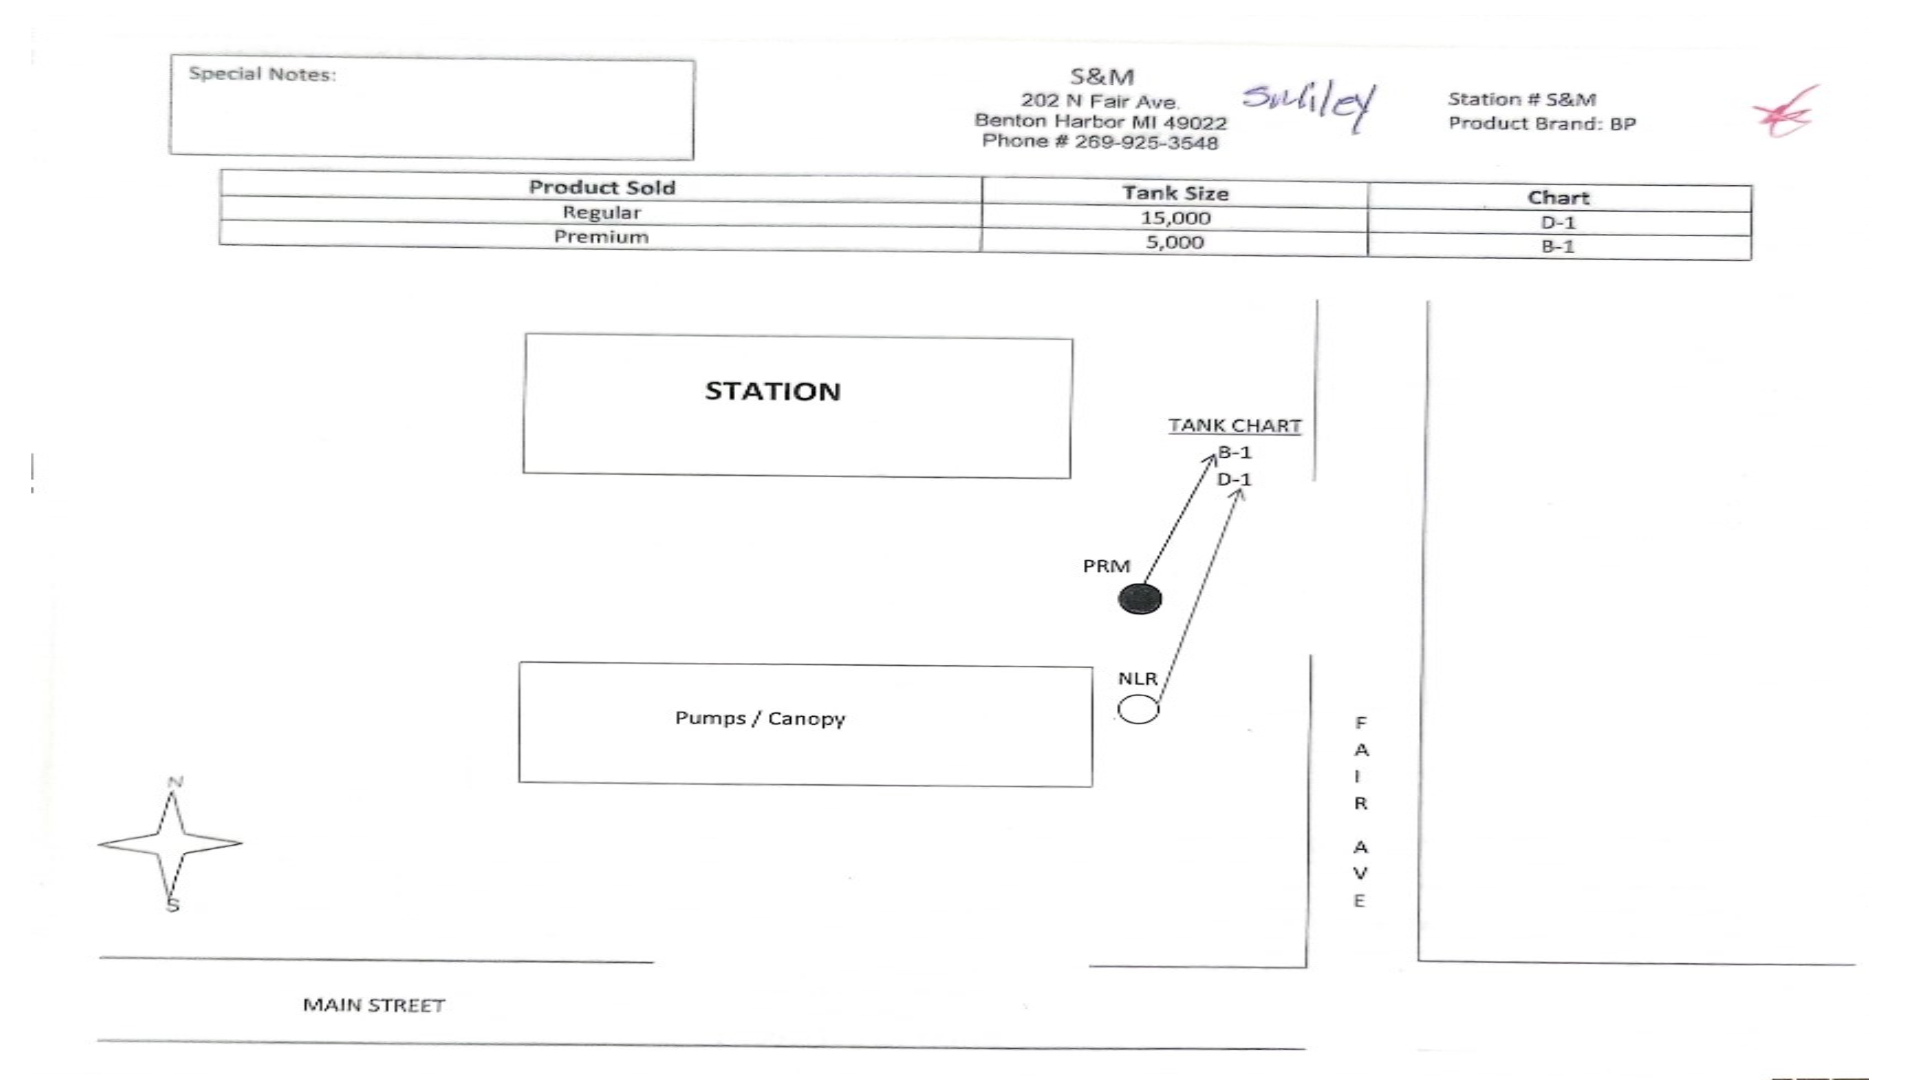 Special Notes:
S&M
202 N Fair Ave.
Benton Harbor MI 49022
Phone # 269-925-3548
Smiley
Station # S&M
Product Brand: BP
Product Sold Tank Size Chart
Regular 15,000 D-1
Premium 5,000 B-1
STATION
TANK CHART
B-1
D-1
PRM
NLR
Pumps / Canopy
FAIR AVE
N
S
MAIN STREET